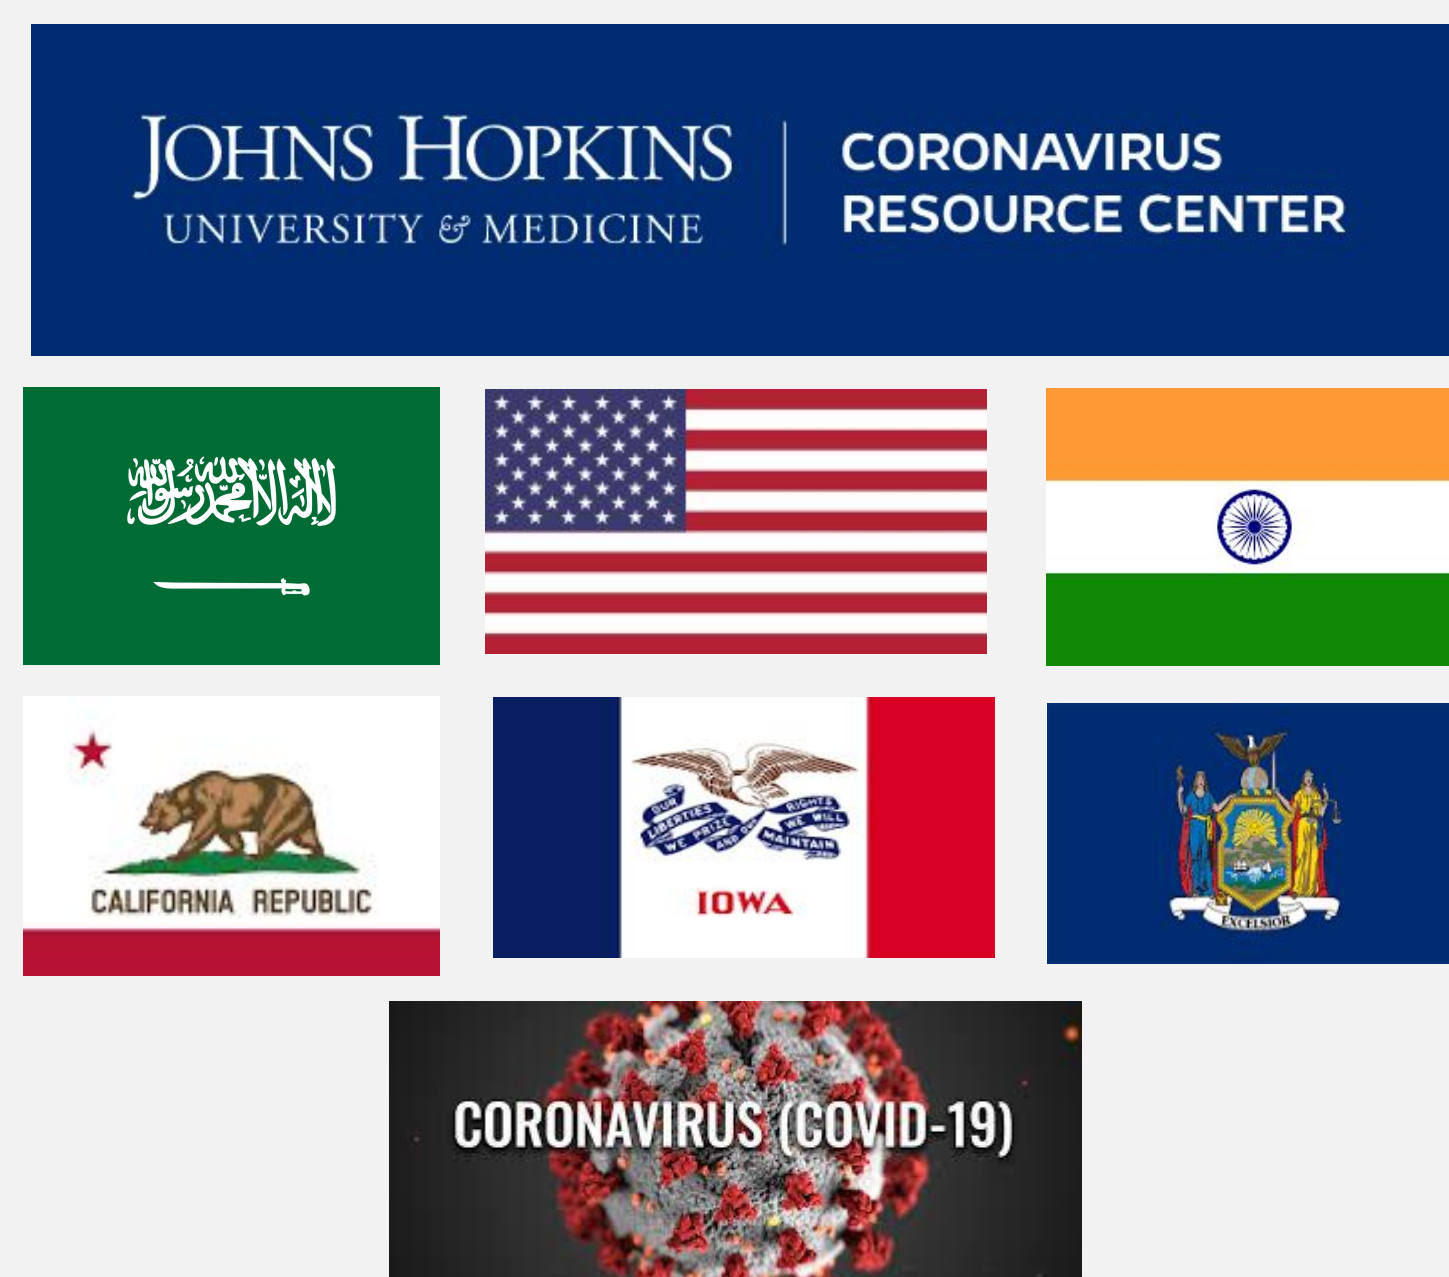 JOHNS HOPKINS
UNIVERSITY & MEDICINE
CORONAVIRUS
RESOURCE CENTER
لا إله إلا الله محمد رسول الله
CALIFORNIA REPUBLIC
OUR
LIBERTIES
WE PRIZE
AND OUR
RIGHTS
WE WILL
MAINTAIN
IOWA
EXCELSIOR
CORONAVIRUS (COVID-19)